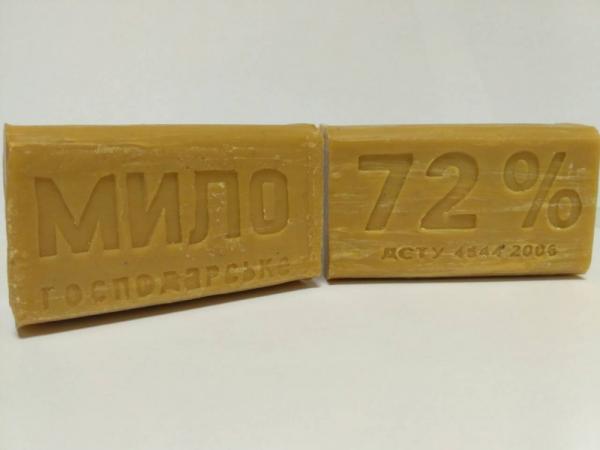 МИЛО
господарське
72 %
ДСТУ 4544 2006